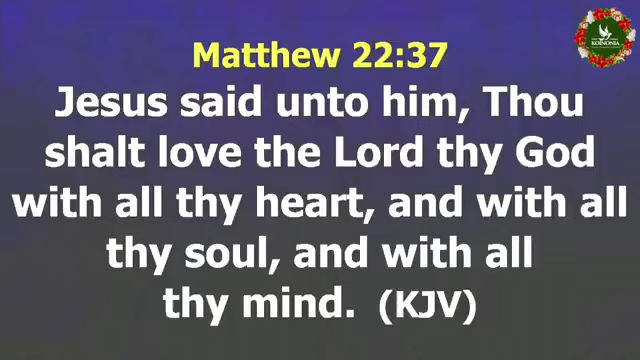 KOINONIA
Matthew 22:37
Jesus said unto him, Thou
shalt love the Lord thy God
with all thy heart, and with all
thy soul, and with all
thy mind. (KJV)